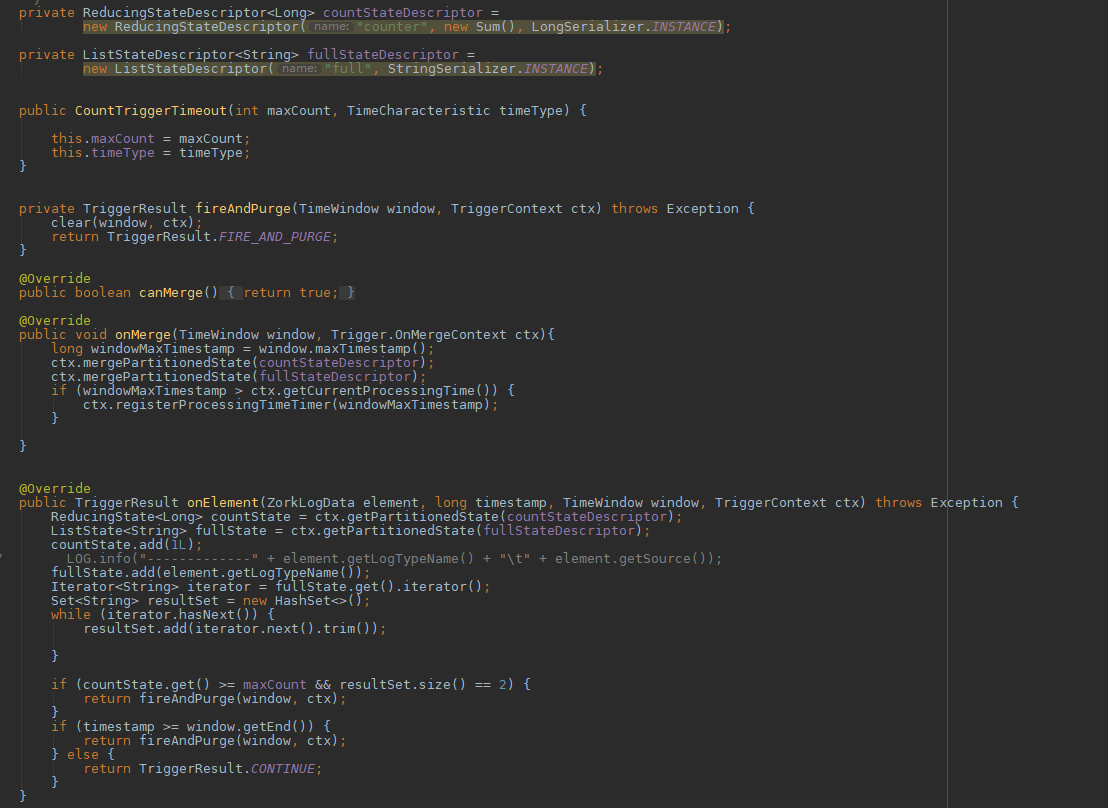 private ReducingStateDescriptor<Long> countStateDescriptor =
new ReducingStateDescriptor( name: "counter", new Sum(), LongSerializer.INSTANCE);
private ListStateDescriptor<String> fullStateDescriptor =
new ListStateDescriptor( name: "full", StringSerializer.INSTANCE);
public CountTriggerTimeout(int maxCount, TimeCharacteristic timeType) {
this.maxCount = maxCount;
this.timeType = timeType;
}
private TriggerResult fireAndPurge(TimeWindow window, TriggerContext ctx) throws Exception {
clear(window, ctx);
return TriggerResult.FIRE_AND_PURGE;
}
@Override
public boolean canMerge() { return true; }
@Override
public void onMerge(TimeWindow window, Trigger.OnMergeContext ctx){
long windowMaxTimestamp = window.maxTimestamp();
ctx.mergePartitionedState(countStateDescriptor);
ctx.mergePartitionedState(fullStateDescriptor);
if (windowMaxTimestamp > ctx.getCurrentProcessingTime()) {
ctx.registerProcessingTimeTimer(windowMaxTimestamp);
}
}
@Override
public TriggerResult onElement(ZorkLogData element, long timestamp, TimeWindow window, TriggerContext ctx) throws Exception {
ReducingState<Long> countState = ctx.getPartitionedState(countStateDescriptor);
ListState<String> fullState = ctx.getPartitionedState(fullStateDescriptor);
countState.add(1L);
LOG.info("-------------" + element.getLogTypeName() + "\t" + element.getSource());
fullState.add(element.getLogTypeName());
Iterator<String> iterator = fullState.get().iterator();
Set<String> resultSet = new HashSet<>();
while (iterator.hasNext()) {
resultSet.add(iterator.next().trim());
}
if (countState.get() >= maxCount && resultSet.size() == 2) {
return fireAndPurge(window, ctx);
}
if (timestamp >= window.getEnd()) {
return fireAndPurge(window, ctx);
} else {
return TriggerResult.CONTINUE;
}
}